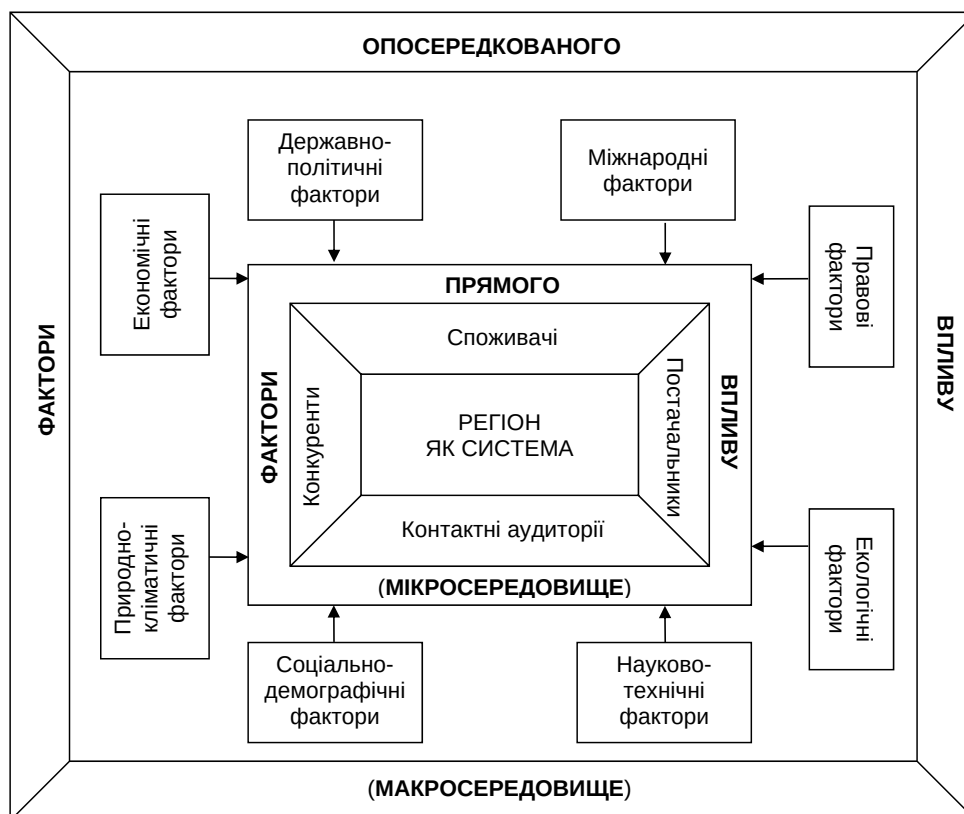 ОПОСЕРЕДКОВАНОГО
Державно-
політичні
фактори
Міжнародні
фактори
Економічні
фактори
Правові
фактори
ФАКТОРИ
ВПЛИВУ
ПРЯМОГО
ФАКТОРИ
ВПЛИВУ
Споживачі
Конкуренти
РЕГІОН
ЯК СИСТЕМА
Постачальники
Контактні аудиторії
(МІКРОСЕРЕДОВИЩЕ)
Природно-
кліматичні
фактори
Екологічні
фактори
Соціально-
демографічні
фактори
Науково-
технічні
фактори
(МАКРОСЕРЕДОВИЩЕ)